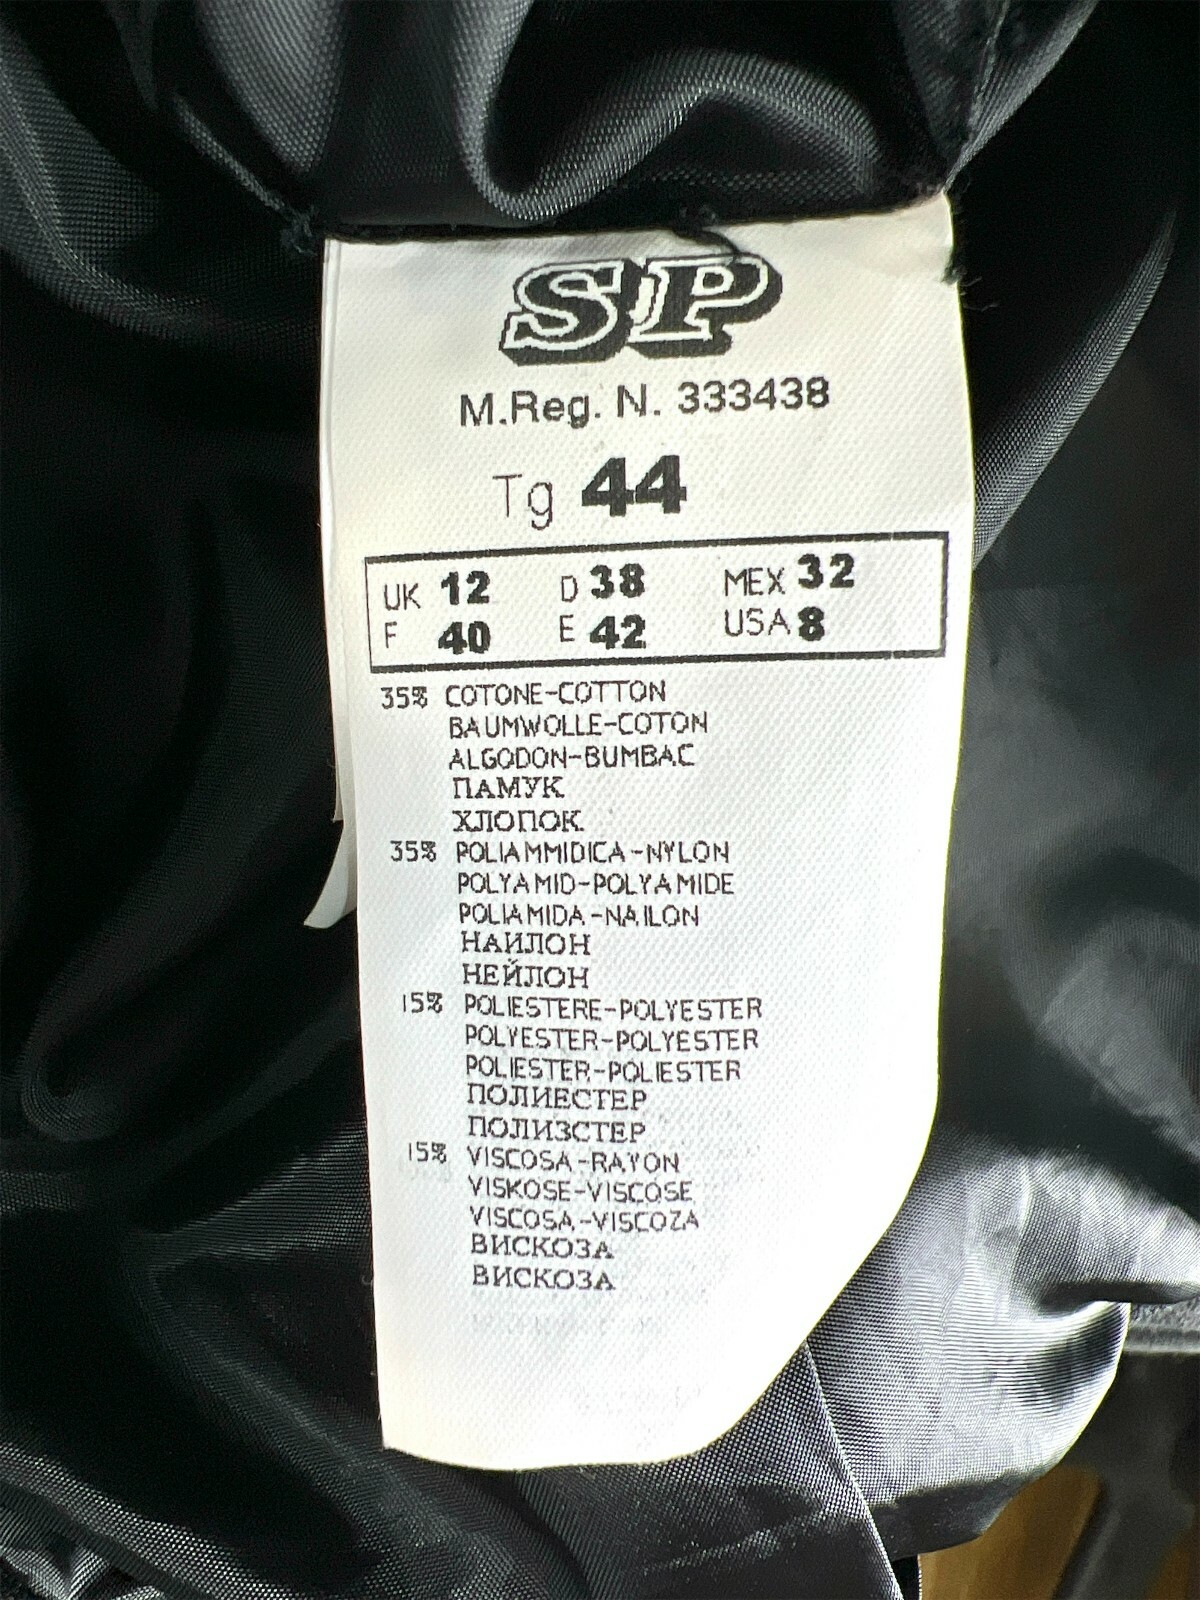 SP
M.Reg. N. 333438
Tg 44
UK 12 D 38 MEX 32
F 40 E 42 USA 8
35% COTONE-COTTON
BAUMWOLLE-COTON
ALGODON-BUMBAC
ПАМУК
ХЛОПОК
35% POLIAMMIDICA-NYLON
POLYAMID-POLYAMIDE
POLIAMIDA-NAILON
НАИЛОН
НЕЙЛОН
15% POLIESTERE-POLYESTER
POLYESTER-POLYESTER
POLIESTER-POLIESTER
ПОЛИЕСТЕР
ПОЛИЗСТЕР
15% VISCOSA-RAYON
VISKOSE-VISCOSE
VISCOSA-VISCOZA
ВИСКОЗА
ВИСКОЗА